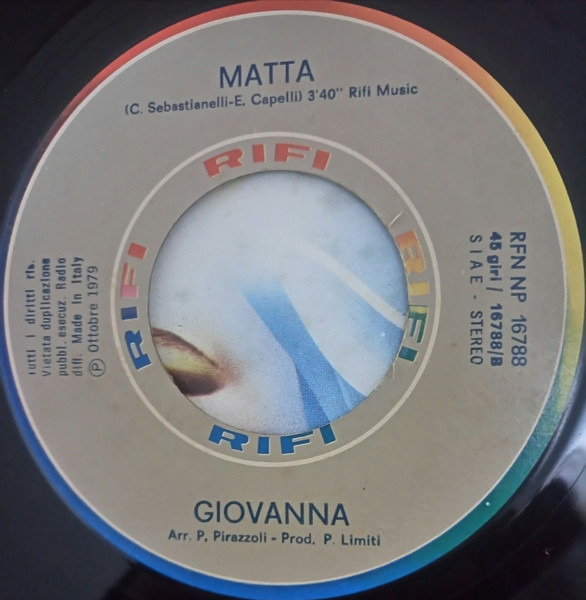 MATTA
(C. Sebastianelli-E. Capelli) 3'40" Rifi Music
RIFI
RIFI
RIFI
RIFI
Tutti i diritti ris.
Vietata duplicazione
pubbl. esecuz. Radio
diff. Made in Italy
Ⓟ Ottobre 1979
RFN NP 16788
45 giri / 16788/B
SIAE - STEREO
GIOVANNA
Arr. P. Pirazzoli - Prod. P. Limiti